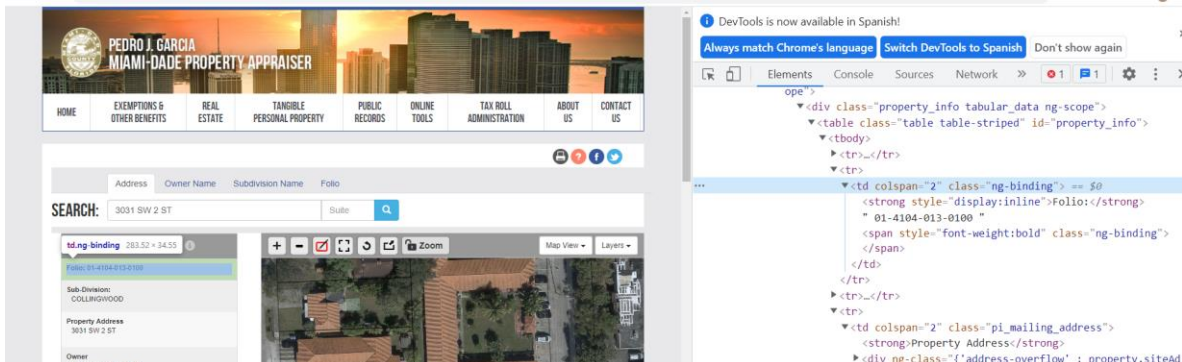 PEDRO J. GARCIA
MIAMI-DADE PROPERTY APPRAISER
HOME
EXEMPTIONS &
OTHER BENEFITS
REAL
ESTATE
TANGIBLE
PERSONAL PROPERTY
PUBLIC
RECORDS
ONLINE
TOOLS
TAX ROLL
ADMINISTRATION
ABOUT
US
CONTACT
US
Address Owner Name Subdivision Name Folio
SEARCH: 3031 SW 2 ST Suite
td.ng-binding 283.52 × 34.55
+ - Zoom Map View Layers
Folio: 01-4104-013-0100
Sub-Division:
COLLINGWOOD
Property Address
3031 SW 2 ST
Owner
DevTools is now available in Spanish!
Always match Chrome's language Switch DevTools to Spanish Don't show again
Elements Console Sources Network » 1 1
ope">
▼<div class="property_info tabular_data ng-scope">
▼<table class="table table-striped" id="property_info">
▼<tbody>
▶<tr>…</tr>
▼<tr>
… ▼<td colspan="2" class="ng-binding"> == $0
<strong style="display:inline">Folio:</strong>
" 01-4104-013-0100 "
<span style="font-weight:bold" class="ng-binding">
</span>
</td>
</tr>
▶<tr>…</tr>
▼<tr>
▼<td colspan="2" class="pi_mailing_address">
<strong>Property Address</strong>
▶<div ng-class="{'address-overflow' : property.siteAd